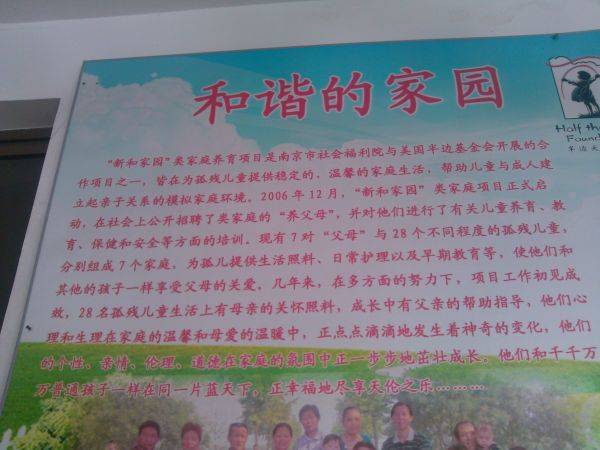 和谐的家园
Half the
Found
半边天
“新和家园”类家庭养育项目是南京市社会福利院与美国半边基金会开展的合
作项目之一，皆在为孤残儿童提供稳定的、温馨的家庭生活，帮助儿童与成人建
立起亲子关系的模拟家庭环境。2006年12月，“新和家园”类家庭项目正式启
动，在社会上公开招聘了类家庭的“养父母”，并对他们进行了有关儿童养育、教
育、保健和安全等方面的培训。现有7对“父母”与28个不同程度的孤残儿童，
分别组成7个家庭，为孤儿提供生活照料、日常护理以及早期教育等，使他们和
其他的孩子一样享受父母的关爱。几年来，在多方面的努力下，项目工作初见成
效，28名孤残儿童生活上有母亲的关怀照料，成长中有父亲的帮助指导，他们心
理和生理在家庭的温馨和母爱的温暖中，正点点滴滴地发生着神奇的变化，他们
的个性、亲情、伦理、道德在家庭的氛围中正一步步地茁壮成长。他们和千千万
万普通孩子一样在同一片蓝天下，正幸福地尽享天伦之乐………